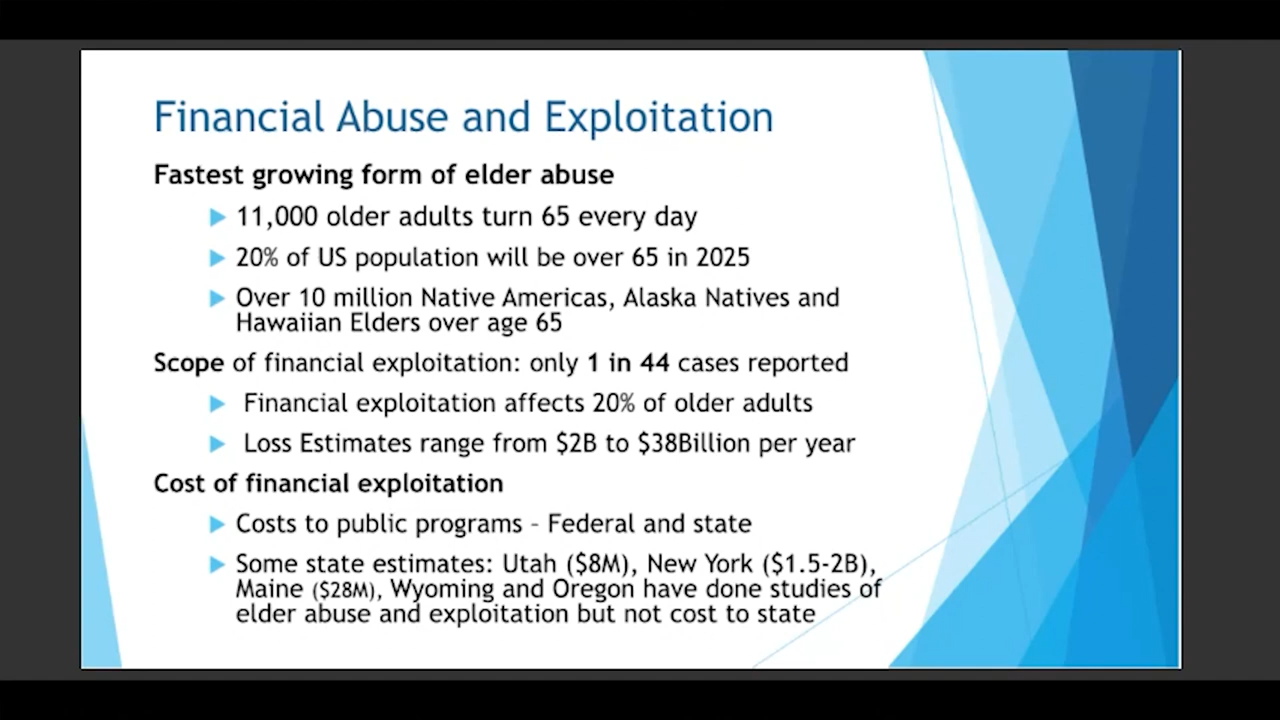 Financial Abuse and Exploitation
Fastest growing form of elder abuse
11,000 older adults turn 65 every day
20% of US population will be over 65 in 2025
Over 10 million Native Americas, Alaska Natives and
Hawaiian Elders over age 65
Scope of financial exploitation: only 1 in 44 cases reported
Financial exploitation affects 20% of older adults
Loss Estimates range from $2B to $38Billion per year
Cost of financial exploitation
Costs to public programs – Federal and state
Some state estimates: Utah ($8M), New York ($1.5-2B),
Maine ($28M), Wyoming and Oregon have done studies of
elder abuse and exploitation but not cost to state